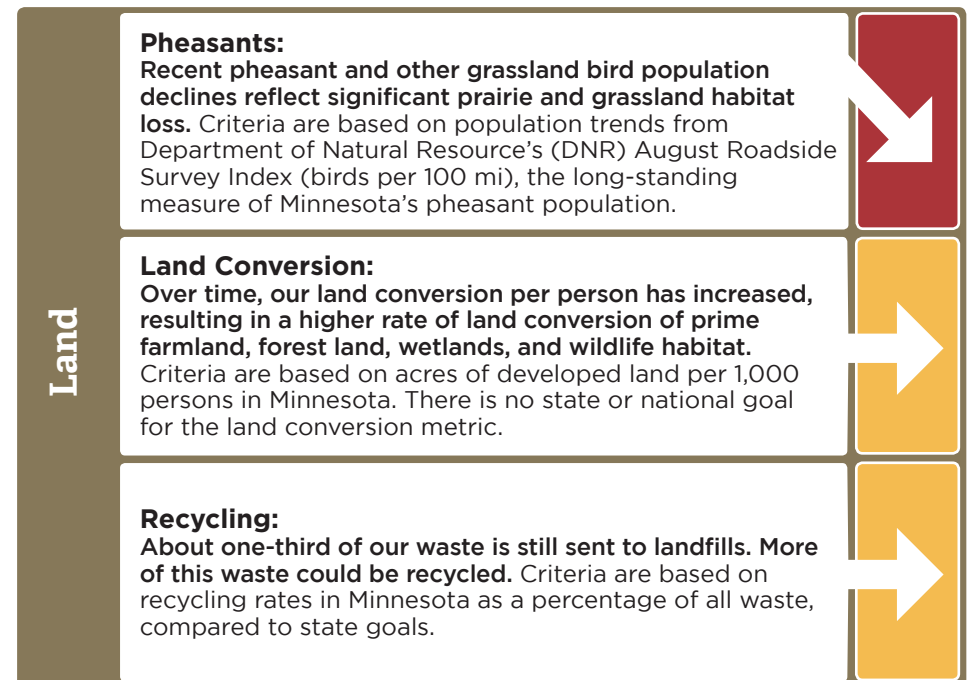 Land
Pheasants:
Recent pheasant and other grassland bird population
declines reflect significant prairie and grassland habitat
loss. Criteria are based on population trends from
Department of Natural Resource's (DNR) August Roadside
Survey Index (birds per 100 mi), the long-standing
measure of Minnesota's pheasant population.
Land Conversion:
Over time, our land conversion per person has increased,
resulting in a higher rate of land conversion of prime
farmland, forest land, wetlands, and wildlife habitat.
Criteria are based on acres of developed land per 1,000
persons in Minnesota. There is no state or national goal
for the land conversion metric.
Recycling:
About one-third of our waste is still sent to landfills. More
of this waste could be recycled. Criteria are based on
recycling rates in Minnesota as a percentage of all waste,
compared to state goals.